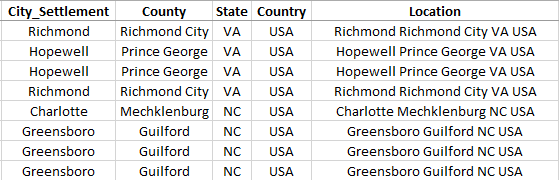 City_Settlement County State Country Location
Richmond Richmond City VA USA Richmond Richmond City VA USA
Hopewell Prince George VA USA Hopewell Prince George VA USA
Hopewell Prince George VA USA Hopewell Prince George VA USA
Richmond Richmond City VA USA Richmond Richmond City VA USA
Charlotte Mechklenburg NC USA Charlotte Mechklenburg NC USA
Greensboro Guilford NC USA Greensboro Guilford NC USA
Greensboro Guilford NC USA Greensboro Guilford NC USA
Greensboro Guilford NC USA Greensboro Guilford NC USA